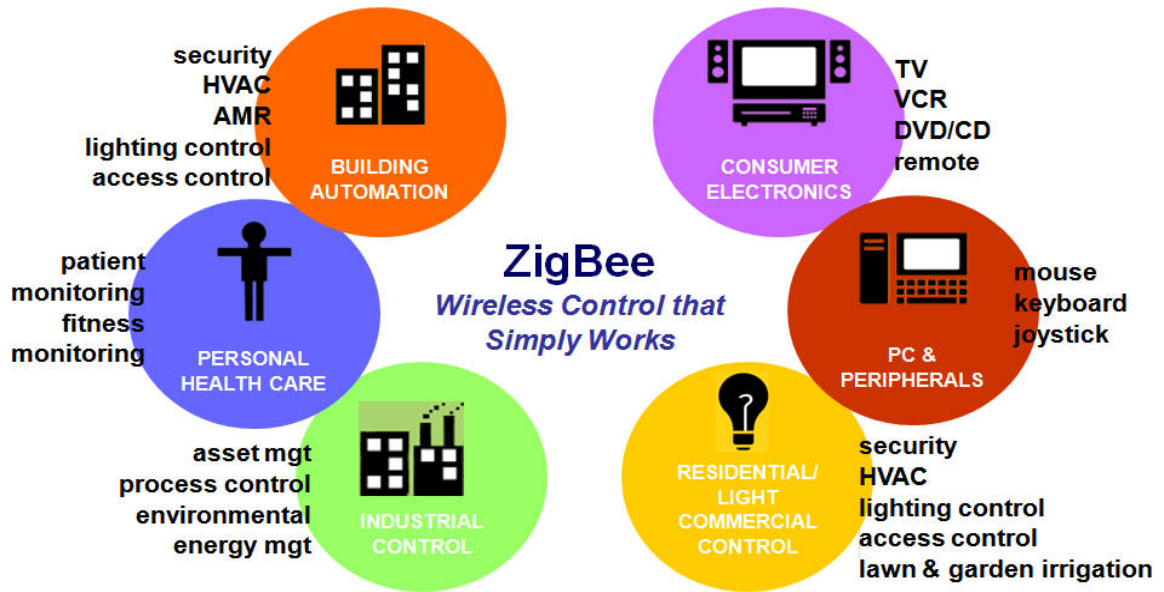 security
HVAC
AMR
lighting control
access control
BUILDING
AUTOMATION
TV
VCR
DVD/CD
remote
CONSUMER
ELECTRONICS
patient
monitoring
fitness
monitoring
PERSONAL
HEALTH CARE
ZigBee
Wireless Control that
Simply Works
mouse
keyboard
joystick
PC &
PERIPHERALS
asset mgt
process control
environmental
energy mgt
INDUSTRIAL
CONTROL
RESIDENTIAL/
LIGHT
COMMERCIAL
CONTROL
security
HVAC
lighting control
access control
lawn & garden irrigation